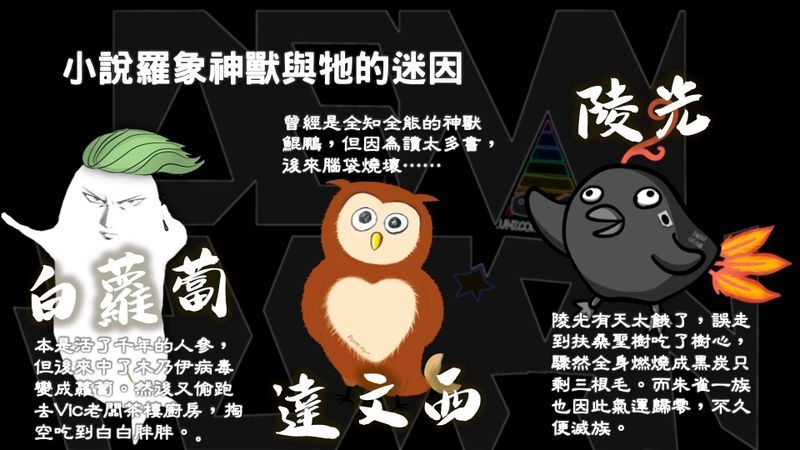 小說羅象神獸與牠的迷因
曾經是全知全能的神獸
鯤鵬，但因為讀太多書，
後來腦袋燒壞⋯⋯
陵光
白蘿蔔
本是活了千年的人參，
但後來中了木乃伊病毒
變成蘿蔔。然後又偷跑
去Vic老闆茶樓廚房，掏
空吃到白白胖胖。
達文西
陵光有天太餓了，誤走
到扶桑聖樹吃了樹心，
驟然全身燃燒成黑炭只
剩三根毛。而朱雀一族
也因此氣運歸零，不久
便滅族。